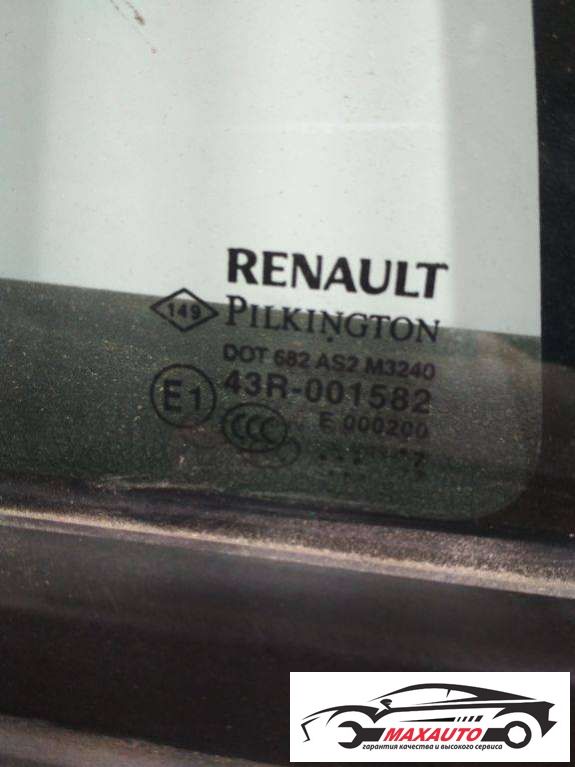 RENAULT
149 PILKINGTON
DOT 682 AS2 M3240
E1 43R-001582
CCC E 000200
MAXAUTO
гарантия качества и высокого сервиса